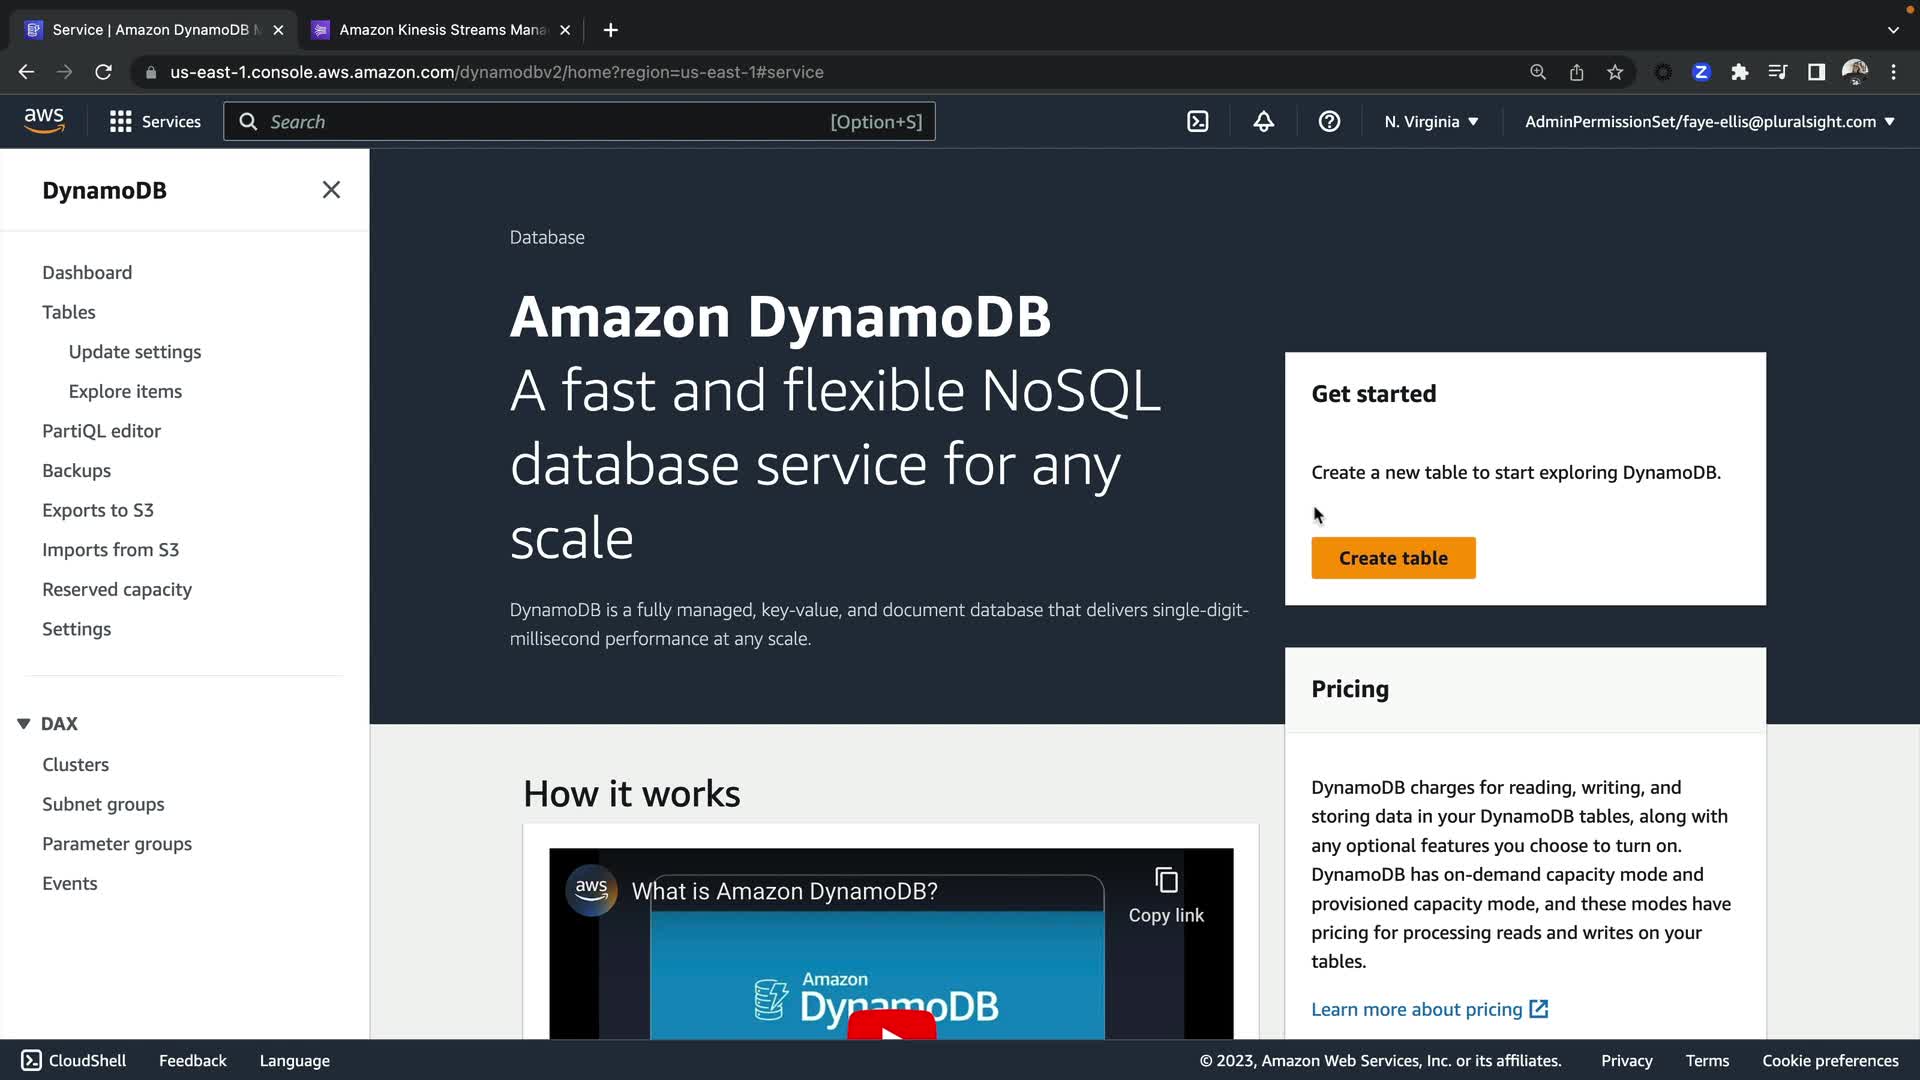 Service | Amazon DynamoDB M
Amazon Kinesis Streams Mana
us-east-1.console.aws.amazon.com/dynamodbv2/home?region=us-east-1#service
Z
aws
Services
Search
[Option+S]
N. Virginia
AdminPermissionSet/faye-ellis@pluralsight.com
DynamoDB
Dashboard
Tables
Update settings
Explore items
PartiQL editor
Backups
Exports to S3
Imports from S3
Reserved capacity
Settings
DAX
Clusters
Subnet groups
Parameter groups
Events
Database
Amazon DynamoDB
A fast and flexible NoSQL
database service for any
scale
DynamoDB is a fully managed, key-value, and document database that delivers single-digit-
millisecond performance at any scale.
Get started
Create a new table to start exploring DynamoDB.
Create table
Pricing
DynamoDB charges for reading, writing, and
storing data in your DynamoDB tables, along with
any optional features you choose to turn on.
DynamoDB has on-demand capacity mode and
provisioned capacity mode, and these modes have
pricing for processing reads and writes on your
tables.
Learn more about pricing
How it works
aws
What is Amazon DynamoDB?
Copy link
Amazon
DynamoDB
CloudShell
Feedback
Language
© 2023, Amazon Web Services, Inc. or its affiliates.
Privacy
Terms
Cookie preferences